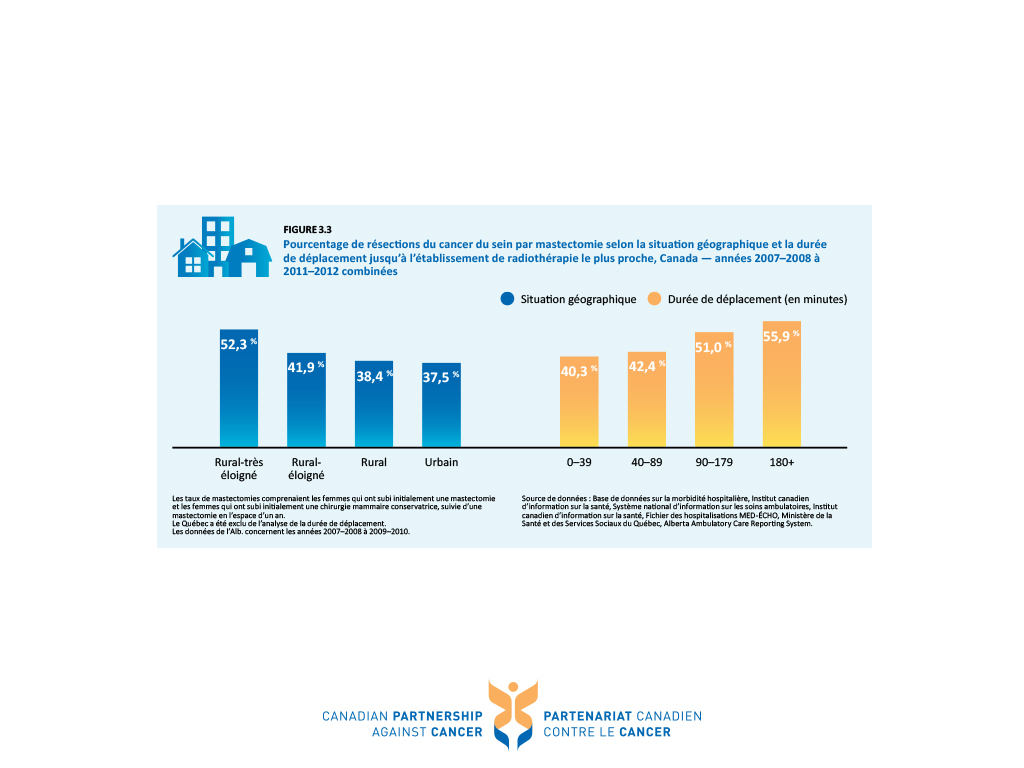 FIGURE 3.3
Pourcentage de résections du cancer du sein par mastectomie selon la situation géographique et la durée
de déplacement jusqu'à l'établissement de radiothérapie le plus proche, Canada — années 2007–2008 à
2011–2012 combinées
Situation géographique
Durée de déplacement (en minutes)
52,3 %
41,9 %
38,4 %
37,5 %
40,3 %
42,4 %
51,0 %
55,9 %
Rural-très
éloigné
Rural-
éloigné
Rural
Urbain
0–39
40–89
90–179
180+
Les taux de mastectomies comprenaient les femmes qui ont subi initialement une mastectomie
et les femmes qui ont subi initialement une chirurgie mammaire conservatrice, suivie d'une
mastectomie en l'espace d'un an.
Le Québec a été exclu de l'analyse de la durée de déplacement.
Les données de l'Alb. concernent les années 2007–2008 à 2009–2010.
Source de données : Base de données sur la morbidité hospitalière, Institut canadien
d'information sur la santé, Système national d'information sur les soins ambulatoires, Institut
canadien d'information sur la santé, Fichier des hospitalisations MED-ÉCHO, Ministère de la
Santé et des Services Sociaux du Québec, Alberta Ambulatory Care Reporting System.
CANADIAN PARTNERSHIP
AGAINST CANCER
PARTENARIAT CANADIEN
CONTRE LE CANCER